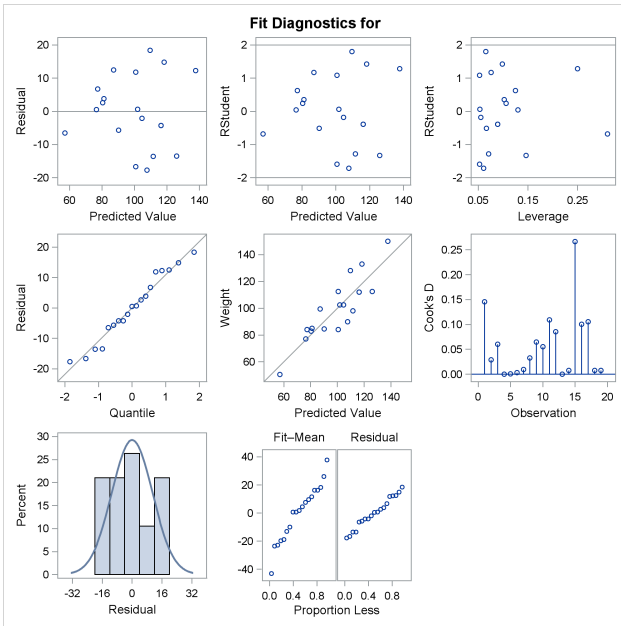 Fit Diagnostics for
20
10
0
-10
-20
60 80 100 120 140
Residual
Predicted Value
2
1
0
-1
-2
60 80 100 120 140
RStudent
Predicted Value
2
1
0
-1
-2
0.05 0.15 0.25
RStudent
Leverage
20
10
0
-10
-20
-2 -1 0 1 2
Residual
Quantile
140
120
100
80
60
60 80 100 120 140
Weight
Predicted Value
0.25
0.20
0.15
0.10
0.05
0.00
0 5 10 15 20
Cook's D
Observation
30
25
20
15
10
5
0
-32 -16 0 16 32
Percent
Residual
Fit–Mean Residual
40
20
0
-20
-40
0.0 0.4 0.8 0.0 0.4 0.8
Proportion Less